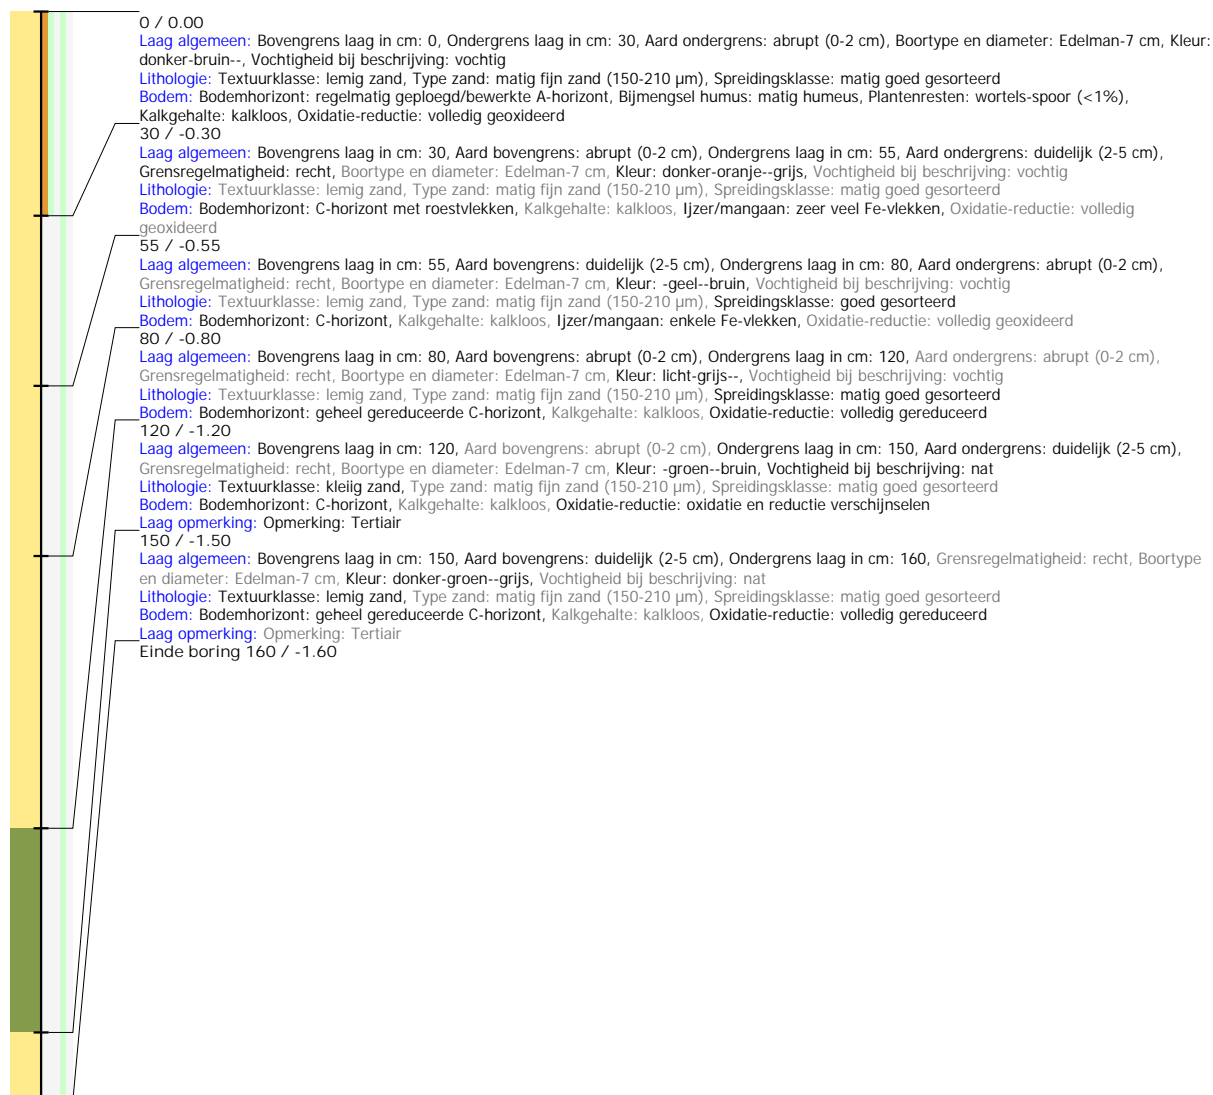 0 / 0.00
Laag algemeen: Bovengrens laag in cm: 0, Ondergrens laag in cm: 30, Aard ondergrens: abrupt (0-2 cm), Boortype en diameter: Edelman-7 cm, Kleur:
donker-bruin--, Vochtigheid bij beschrijving: vochtig
Lithologie: Textuurklasse: lemig zand, Type zand: matig fijn zand (150-210 µm), Spreidingsklasse: matig goed gesorteerd
Bodem: Bodemhorizont: regelmatig geploegd/bewerkte A-horizont, Bijmengsel humus: matig humeus, Plantenresten: wortels-spoor (<1%),
Kalkgehalte: kalkloos, Oxidatie-reductie: volledig geoxideerd
30 / -0.30
Laag algemeen: Bovengrens laag in cm: 30, Aard bovengrens: abrupt (0-2 cm), Ondergrens laag in cm: 55, Aard ondergrens: duidelijk (2-5 cm),
Grensregelmatigheid: recht, Boortype en diameter: Edelman-7 cm, Kleur: donker-oranje--grijs, Vochtigheid bij beschrijving: vochtig
Lithologie: Textuurklasse: lemig zand, Type zand: matig fijn zand (150-210 µm), Spreidingsklasse: matig goed gesorteerd
Bodem: Bodemhorizont: C-horizont met roestvlekken, Kalkgehalte: kalkloos, Ijzer/mangaan: zeer veel Fe-vlekken, Oxidatie-reductie: volledig
geoxideerd
55 / -0.55
Laag algemeen: Bovengrens laag in cm: 55, Aard bovengrens: duidelijk (2-5 cm), Ondergrens laag in cm: 80, Aard ondergrens: abrupt (0-2 cm),
Grensregelmatigheid: recht, Boortype en diameter: Edelman-7 cm, Kleur: -geel--bruin, Vochtigheid bij beschrijving: vochtig
Lithologie: Textuurklasse: lemig zand, Type zand: matig fijn zand (150-210 µm), Spreidingsklasse: goed gesorteerd
Bodem: Bodemhorizont: C-horizont, Kalkgehalte: kalkloos, Ijzer/mangaan: enkele Fe-vlekken, Oxidatie-reductie: volledig geoxideerd
80 / -0.80
Laag algemeen: Bovengrens laag in cm: 80, Aard bovengrens: abrupt (0-2 cm), Ondergrens laag in cm: 120, Aard ondergrens: abrupt (0-2 cm),
Grensregelmatigheid: recht, Boortype en diameter: Edelman-7 cm, Kleur: licht-grijs--, Vochtigheid bij beschrijving: vochtig
Lithologie: Textuurklasse: lemig zand, Type zand: matig fijn zand (150-210 µm), Spreidingsklasse: matig goed gesorteerd
Bodem: Bodemhorizont: geheel gereduceerde C-horizont, Kalkgehalte: kalkloos, Oxidatie-reductie: volledig gereduceerd
120 / -1.20
Laag algemeen: Bovengrens laag in cm: 120, Aard bovengrens: abrupt (0-2 cm), Ondergrens laag in cm: 150, Aard ondergrens: duidelijk (2-5 cm),
Grensregelmatigheid: recht, Boortype en diameter: Edelman-7 cm, Kleur: -groen--bruin, Vochtigheid bij beschrijving: nat
Lithologie: Textuurklasse: kleiig zand, Type zand: matig fijn zand (150-210 µm), Spreidingsklasse: matig goed gesorteerd
Bodem: Bodemhorizont: C-horizont, Kalkgehalte: kalkloos, Oxidatie-reductie: oxidatie en reductie verschijnselen
Laag opmerking: Opmerking: Tertiair
150 / -1.50
Laag algemeen: Bovengrens laag in cm: 150, Aard bovengrens: duidelijk (2-5 cm), Ondergrens laag in cm: 160, Grensregelmatigheid: recht, Boortype
en diameter: Edelman-7 cm, Kleur: donker-groen--grijs, Vochtigheid bij beschrijving: nat
Lithologie: Textuurklasse: lemig zand, Type zand: matig fijn zand (150-210 µm), Spreidingsklasse: matig goed gesorteerd
Bodem: Bodemhorizont: geheel gereduceerde C-horizont, Kalkgehalte: kalkloos, Oxidatie-reductie: volledig gereduceerd
Laag opmerking: Opmerking: Tertiair
Einde boring 160 / -1.60